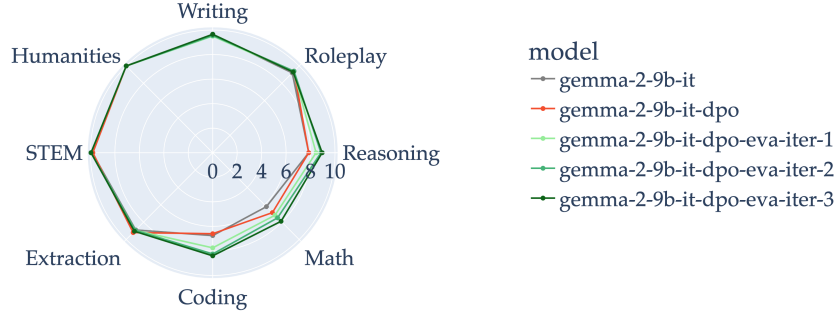 Writing
Humanities
Roleplay
STEM
0 2 4 6 8 10
Reasoning
Extraction
Math
Coding
model
gemma-2-9b-it
gemma-2-9b-it-dpo
gemma-2-9b-it-dpo-eva-iter-1
gemma-2-9b-it-dpo-eva-iter-2
gemma-2-9b-it-dpo-eva-iter-3